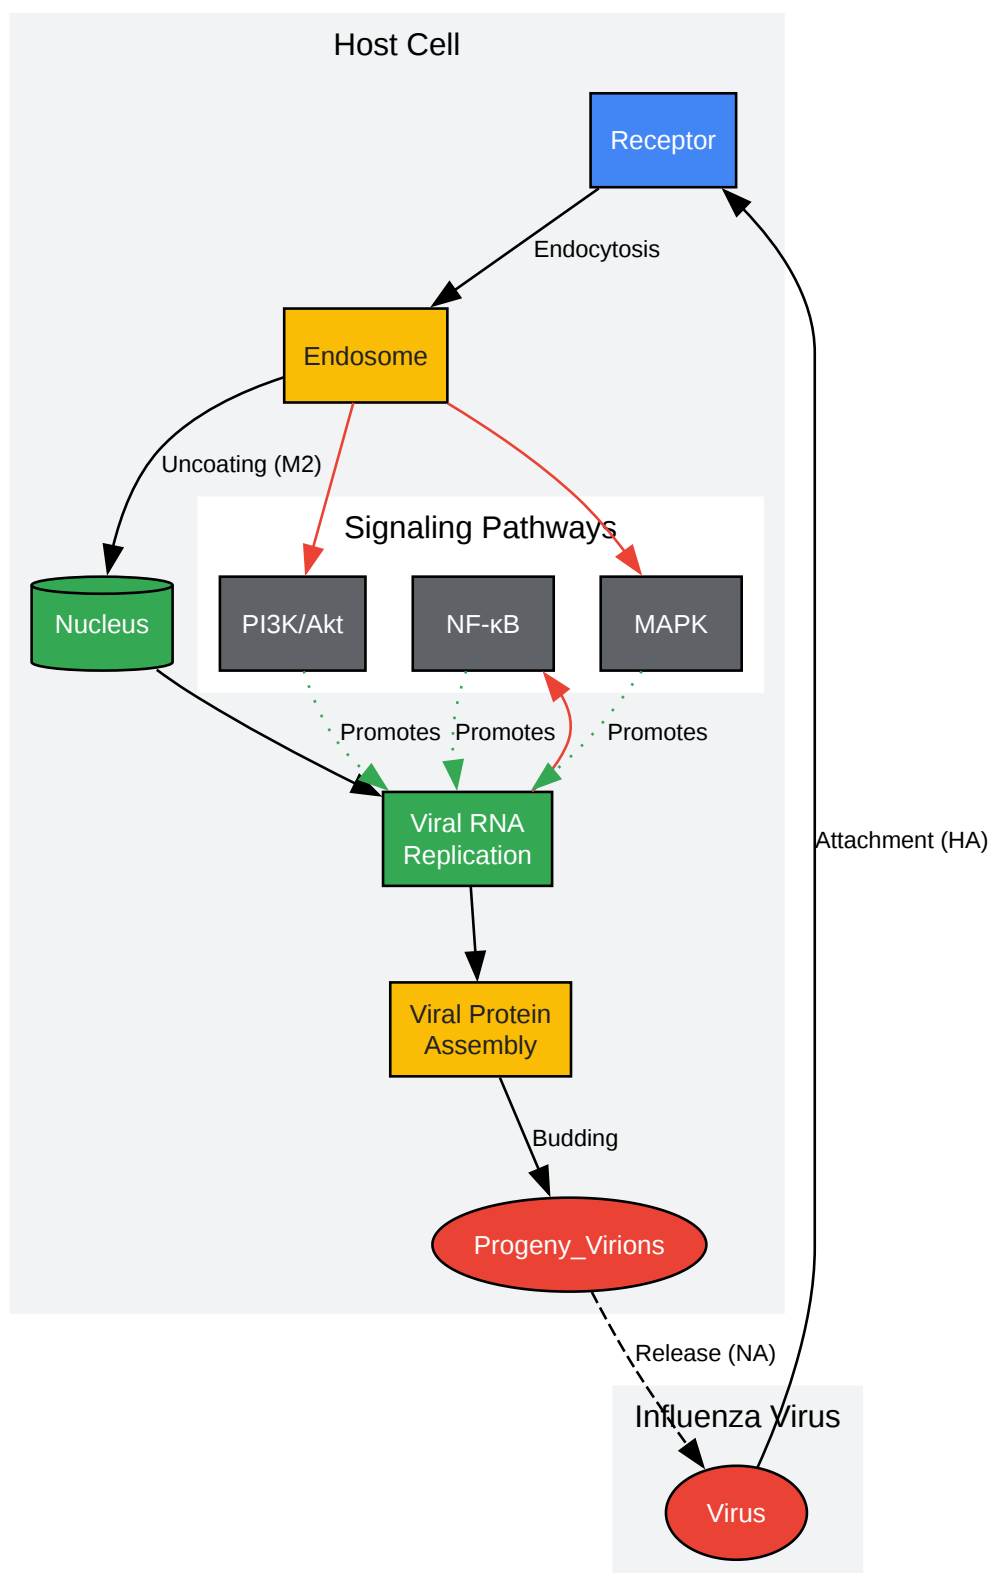 Host Cell
Receptor
Endocytosis
Endosome
Uncoating (M2)
Signaling Pathways
Nucleus
PI3K/Akt
NF-κB
MAPK
Promotes
Promotes
Promotes
Viral RNA
Replication
Attachment (HA)
Viral Protein
Assembly
Budding
Progeny_Virions
Release (NA)
Influenza Virus
Virus